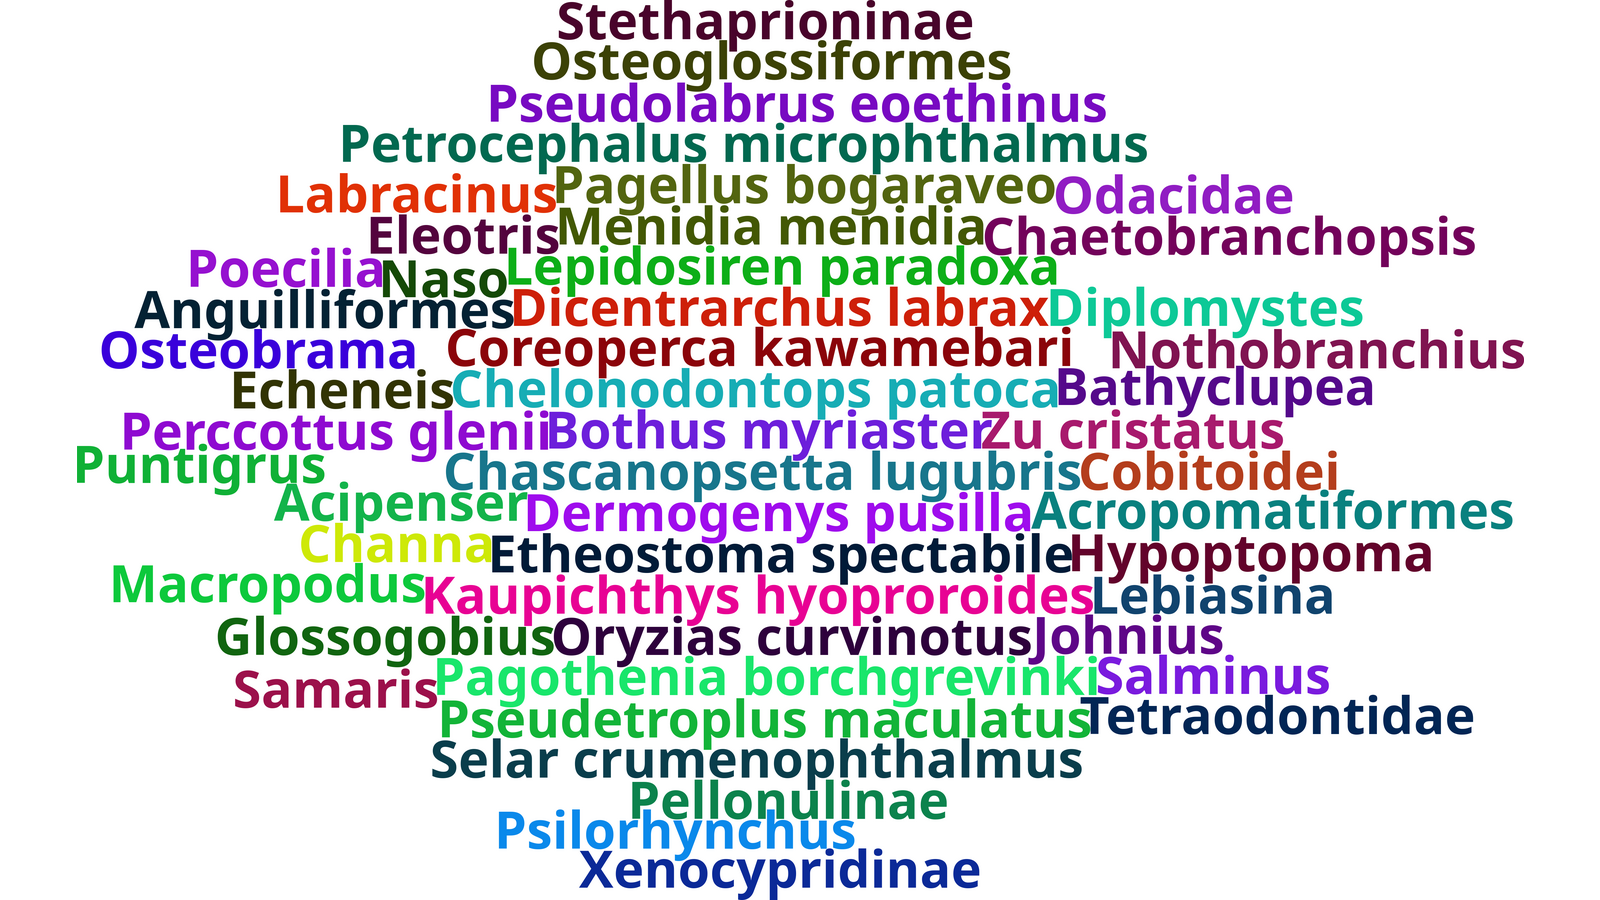 Stethaprioninae
Osteoglossiformes
Pseudolabrus eoethinus
Petrocephalus microphthalmus
Labracinus Pagellus bogaraveo Odacidae
Eleotris Menidia menidia Chaetobranchopsis
Poecilia Naso Lepidosiren paradoxa
Anguilliformes Dicentrarchus labrax Diplomystes
Osteobrama Coreoperca kawamebari Nothobranchius
Echeneis Chelonodontops patoca Bathyclupea
Perccottus glenii Bothus myriaster Zu cristatus
Puntigrus Chascanopsetta lugubris Cobitoidei
Acipenser Dermogenys pusilla Acropomatiformes
Channa Etheostoma spectabile Hypoptopoma
Macropodus Kaupichthys hyoproroides Lebiasina
Glossogobius Oryzias curvinotus Johnius
Samaris Pagothenia borchgrevinki Salminus
Pseudetroplus maculatus Tetraodontidae
Selar crumenophthalmus
Pellonulinae
Psilorhynchus
Xenocypridinae